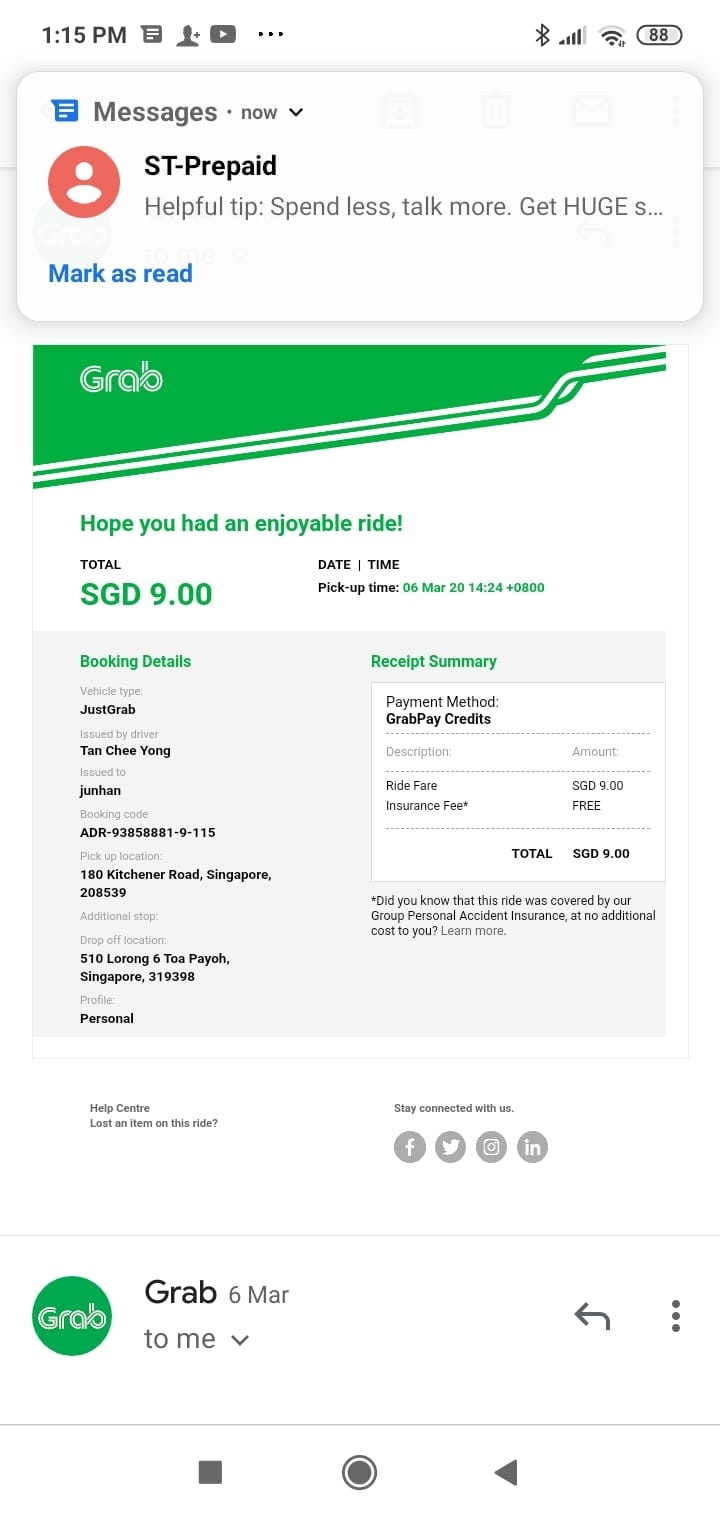 1:15 PM
88
Messages · now
ST-Prepaid
Helpful tip: Spend less, talk more. Get HUGE s...
to me
Mark as read
Grab
Hope you had an enjoyable ride!
TOTAL
SGD 9.00
DATE | TIME
Pick-up time: 06 Mar 20 14:24 +0800
Booking Details
Vehicle type:
JustGrab
Issued by driver
Tan Chee Yong
Issued to
junhan
Booking code
ADR-93858881-9-115
Pick up location:
180 Kitchener Road, Singapore,
208539
Additional stop:
Drop off location:
510 Lorong 6 Toa Payoh,
Singapore, 319398
Profile:
Personal
Receipt Summary
Payment Method:
GrabPay Credits
Description: Amount:
Ride Fare SGD 9.00
Insurance Fee* FREE
TOTAL SGD 9.00
*Did you know that this ride was covered by our
Group Personal Accident Insurance, at no additional
cost to you? Learn more.
Help Centre
Lost an item on this ride?
Stay connected with us.
Grab
Grab 6 Mar
to me